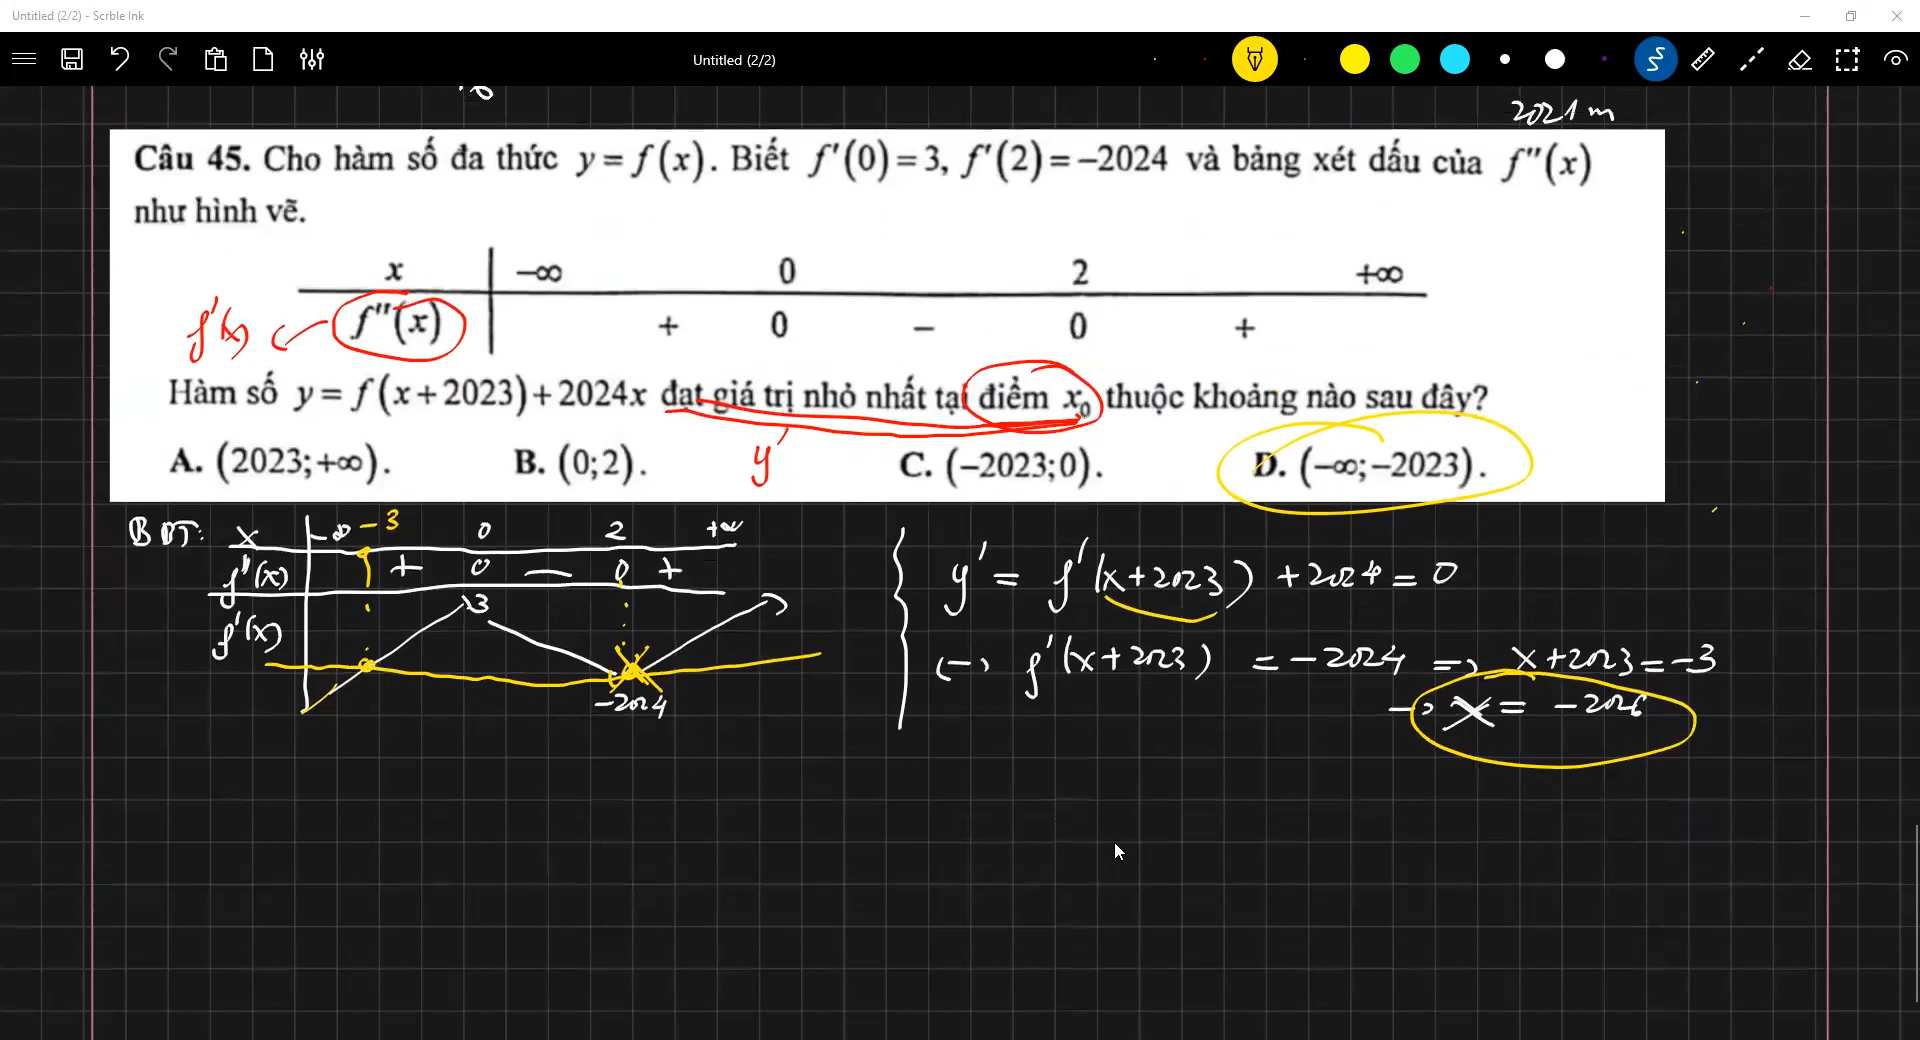 Untitled (2/2) - Scrble Ink
Untitled (2/2)
2021 m
Câu 45. Cho hàm số đa thức y = f(x). Biết f'(0) = 3, f'(2) = −2024 và bảng xét dấu của f''(x)
như hình vẽ.
x −∞ 0 2 +∞
f'(x) f''(x) + 0 − 0 +
Hàm số y = f(x + 2023) + 2024x đạt giá trị nhỏ nhất tại điểm x₀ thuộc khoảng nào sau đây?
A. (2023; +∞). B. (0; 2). y' C. (−2023; 0). D. (−∞; −2023).
BBT: x −∞ −3 0 2 +∞
f''(x) + 0 − 0 +
f'(x) 3
−2024
y' = f'(x+2023) + 2024 = 0
f'(x+2023) = −2024 => x+2023 = −3
x = −2026